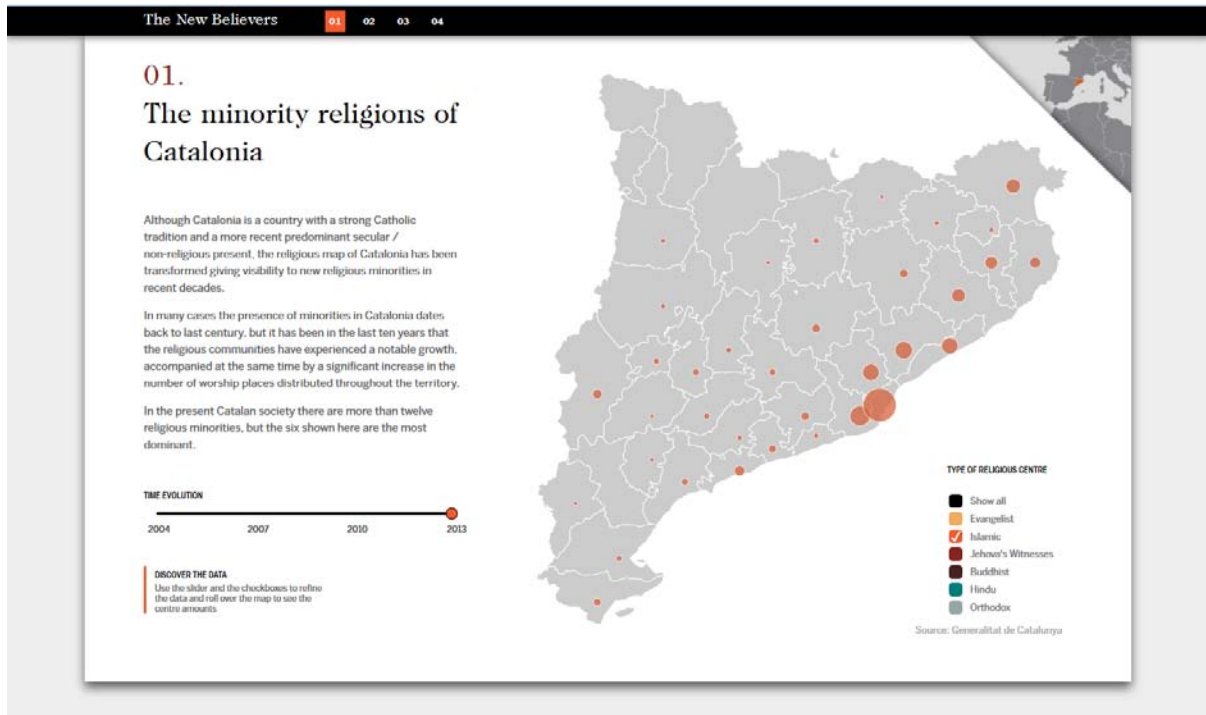 The New Believers 01 02 03 04
01.
The minority religions of
Catalonia
Although Catalonia is a country with a strong Catholic
tradition and a more recent predominant secular /
non-religious present, the religious map of Catalonia has been
transformed giving visibility to new religious minorities in
recent decades.
In many cases the presence of minorities in Catalonia dates
back to last century, but it has been in the last ten years that
the religious communities have experienced a notable growth,
accompanied at the same time by a significant increase in the
number of worship places distributed throughout the territory.
In the present Catalan society there are more than twelve
religious minorities, but the six shown here are the most
dominant.
TIME EVOLUTION
2004 2007 2010 2013
DISCOVER THE DATA
Use the slider and the checkboxes to refine
the data and roll over the map to see the
centre amounts
TYPE OF RELIGIOUS CENTRE
Show all
Evangelist
Islamic
Jehova's Witnesses
Buddhist
Hindu
Orthodox
Source: Generalitat de Catalunya